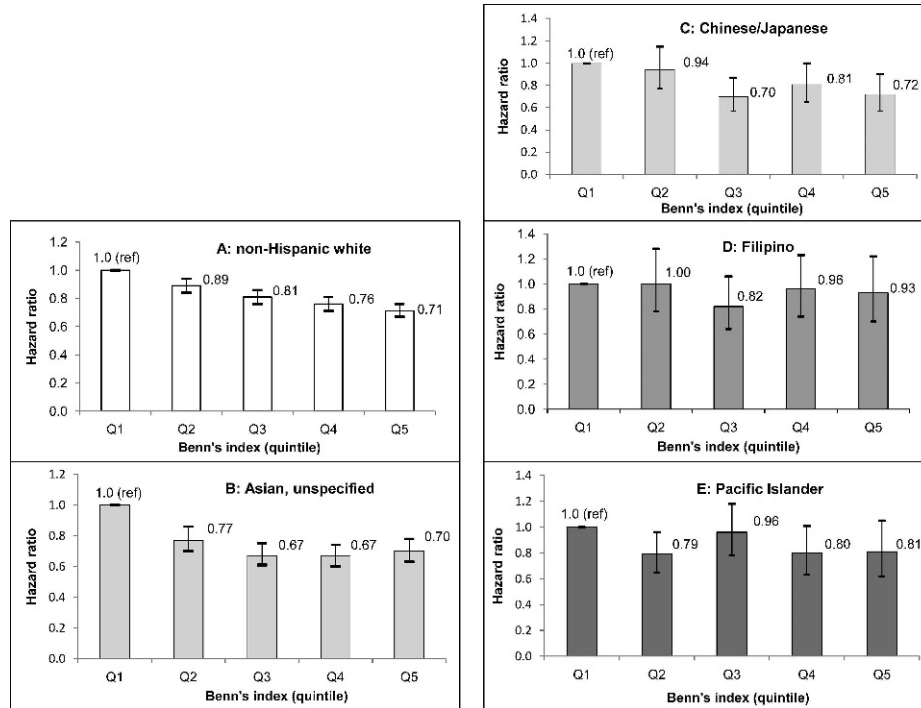 A: non-Hispanic white
Hazard ratio
1.2
1.0
0.8
0.6
0.4
0.2
0.0
1.0 (ref)
0.89
0.81
0.76
0.71
Q1 Q2 Q3 Q4 Q5
Benn's index (quintile)
B: Asian, unspecified
Hazard ratio
1.2
1.0
0.8
0.6
0.4
0.2
0.0
1.0 (ref)
0.77
0.67
0.67
0.70
Q1 Q2 Q3 Q4 Q5
Benn's index (quintile)
C: Chinese/Japanese
Hazard ratio
1.4
1.2
1.0
0.8
0.6
0.4
0.2
0.0
1.0 (ref)
0.94
0.70
0.81
0.72
Q1 Q2 Q3 Q4 Q5
Benn's index (quintile)
D: Filipino
Hazard ratio
1.4
1.2
1.0
0.8
0.6
0.4
0.2
0.0
1.0 (ref)
1.00
0.82
0.96
0.93
Q1 Q2 Q3 Q4 Q5
Benn's index (quintile)
E: Pacific Islander
Hazard ratio
1.4
1.2
1.0
0.8
0.6
0.4
0.2
0.0
1.0 (ref)
0.79
0.96
0.80
0.81
Q1 Q2 Q3 Q4 Q5
Benn's index (quintile)